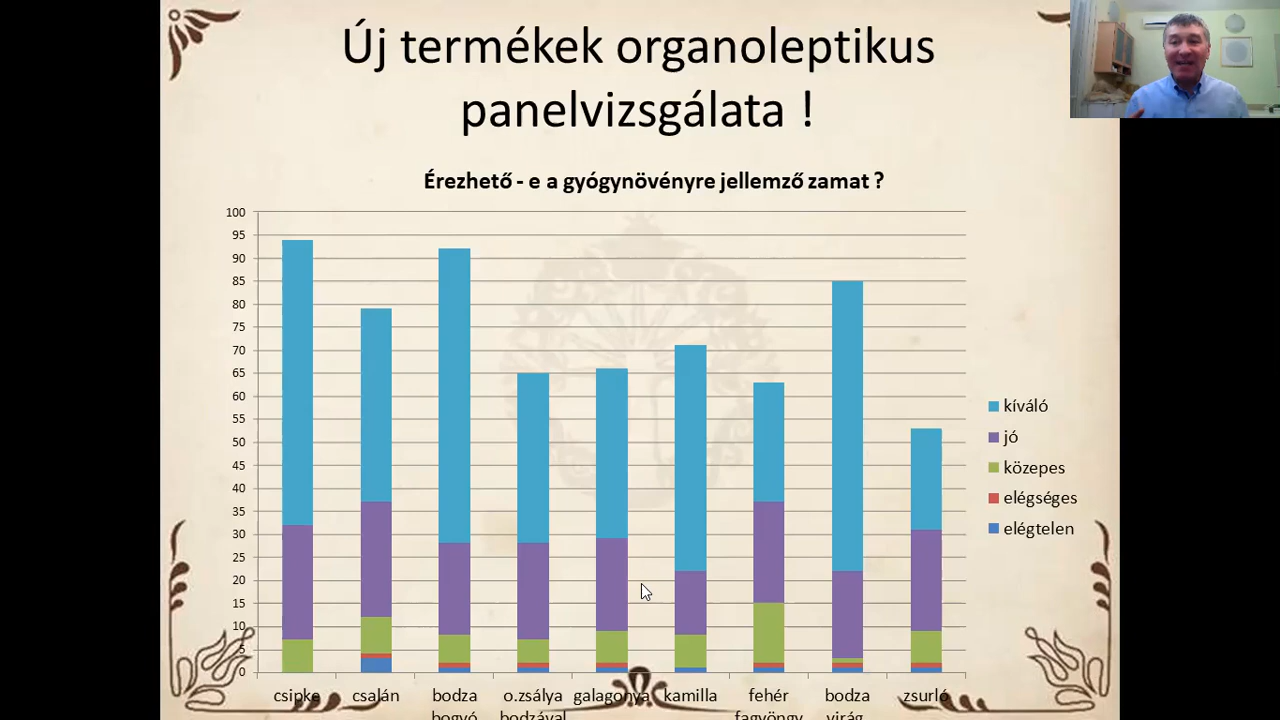 Új termékek organoleptikus
panelvizsgálata !
Érezhető - e a gyógynövényre jellemző zamat ?
100
95
90
85
80
75
70
65
60
55
50
45
40
35
30
25
20
15
10
5
0
kíváló
jó
közepes
elégséges
elégtelen
csipke csalán bodza o.zsálya galagonya kamilla fehér bodza zsurló
bogyó bodzával fagyöngy virág